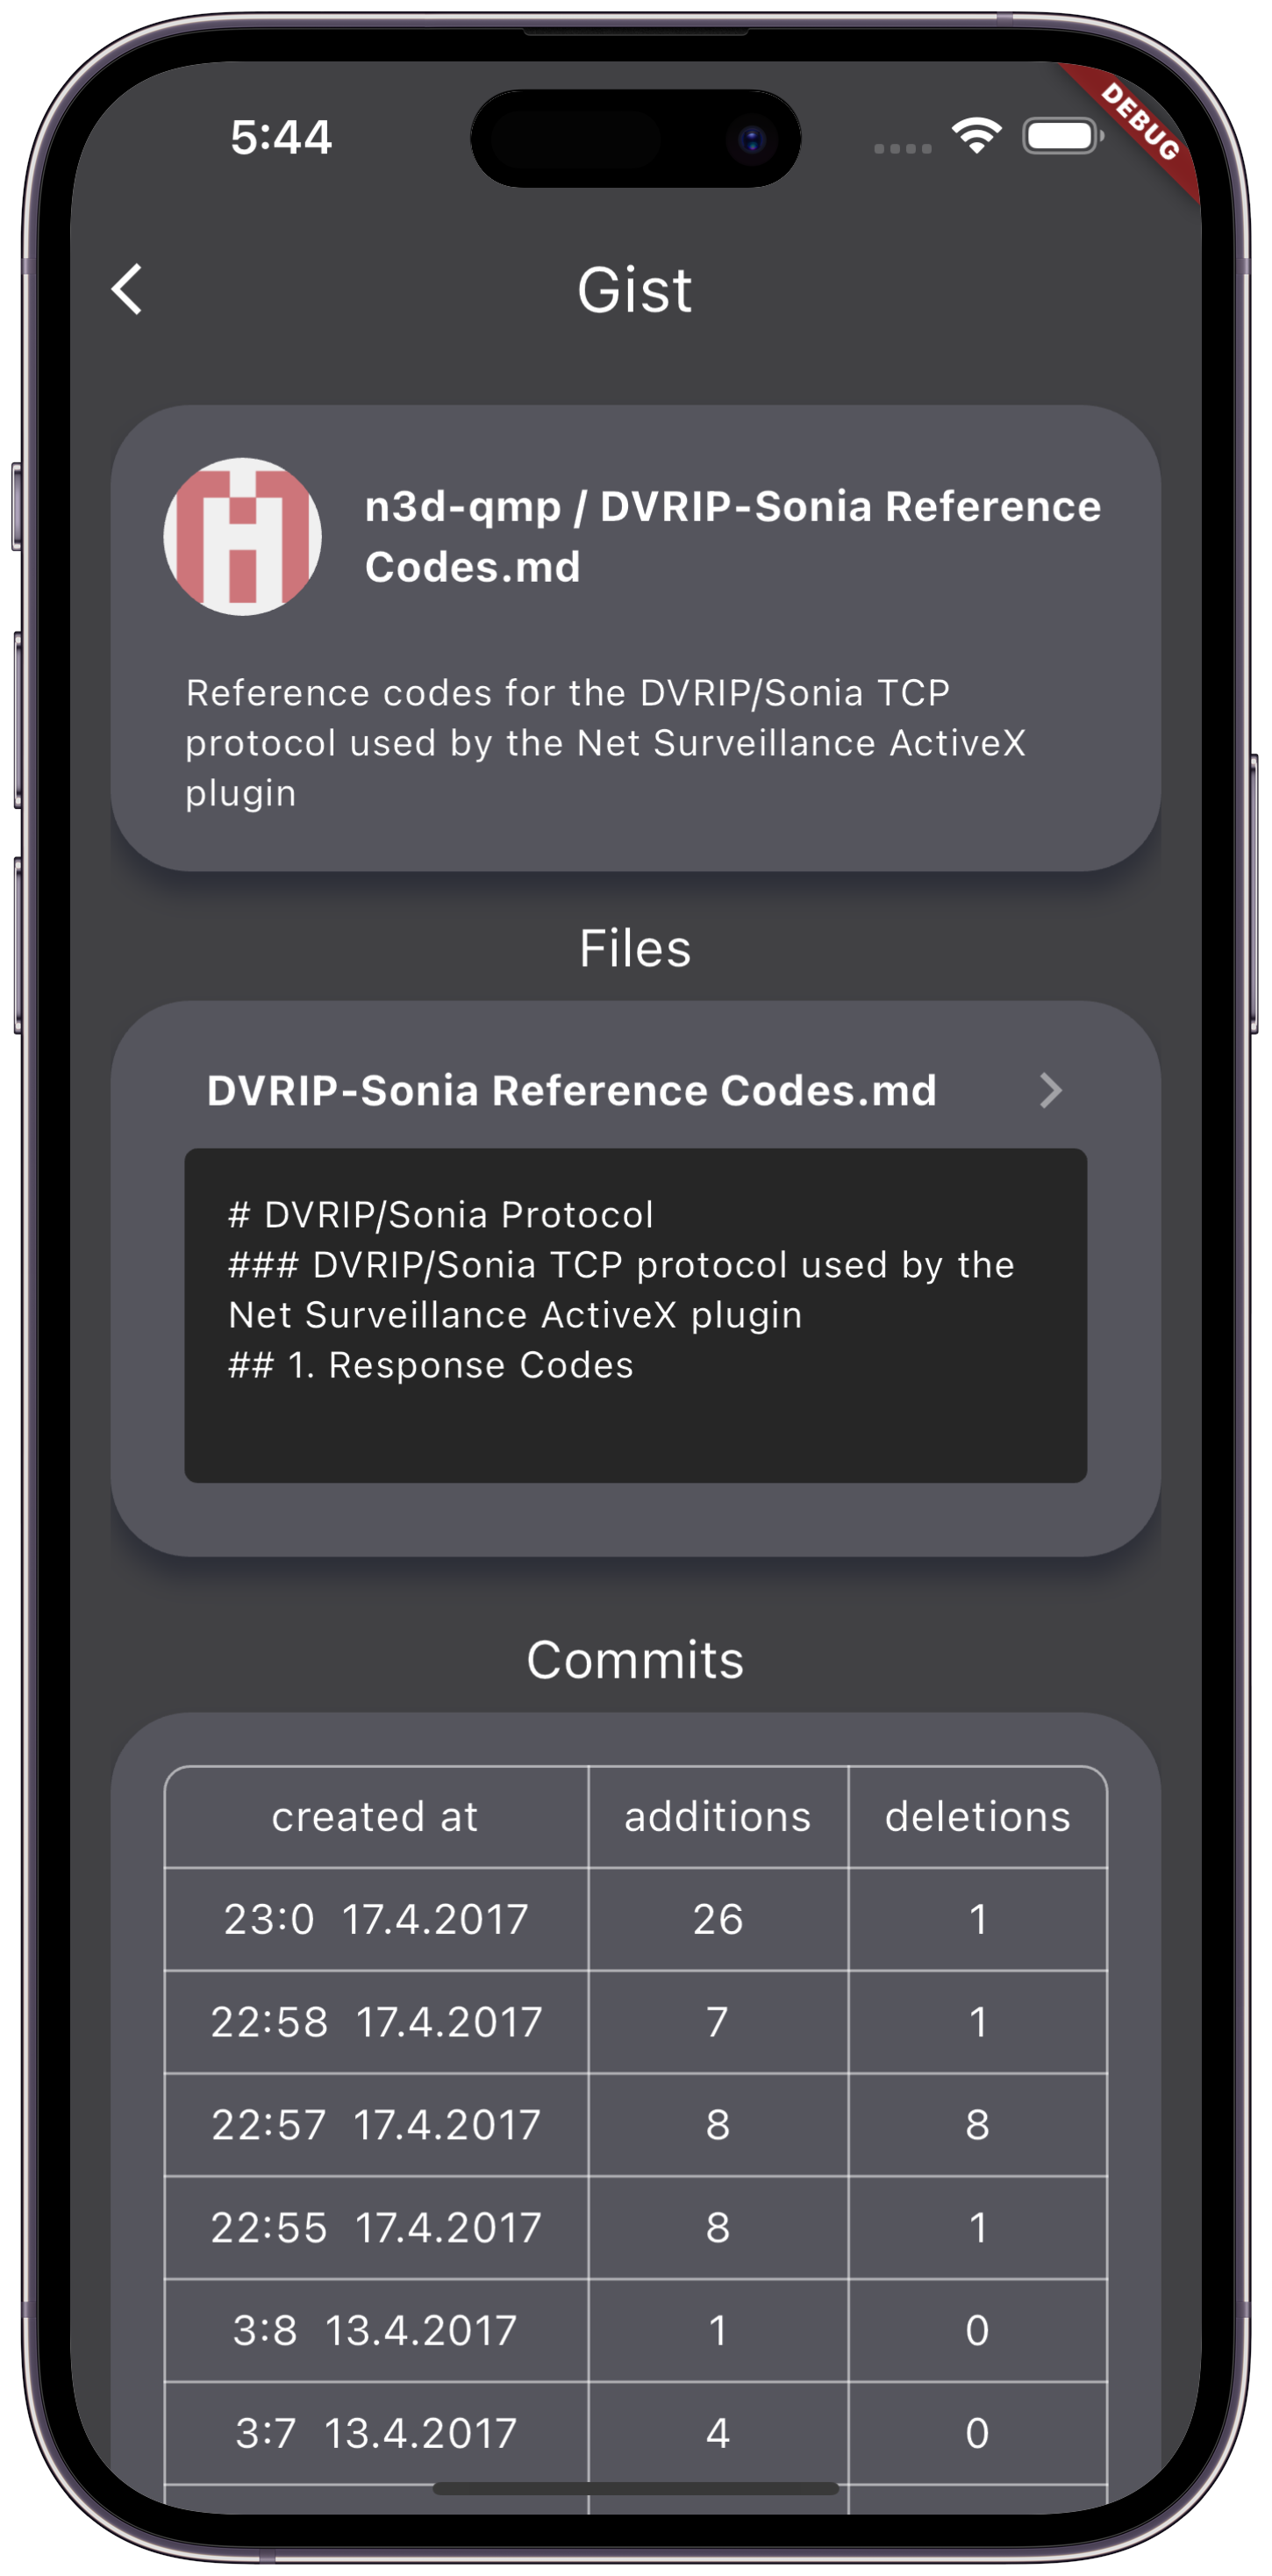 5:44
DEBUG
Gist
n3d-qmp / DVRIP-Sonia Reference
Codes.md
Reference codes for the DVRIP/Sonia TCP
protocol used by the Net Surveillance ActiveX
plugin
Files
DVRIP-Sonia Reference Codes.md
# DVRIP/Sonia Protocol
### DVRIP/Sonia TCP protocol used by the
Net Surveillance ActiveX plugin
## 1. Response Codes
Commits
created at additions deletions
23:0 17.4.2017 26 1
22:58 17.4.2017 7 1
22:57 17.4.2017 8 8
22:55 17.4.2017 8 1
3:8 13.4.2017 1 0
3:7 13.4.2017 4 0